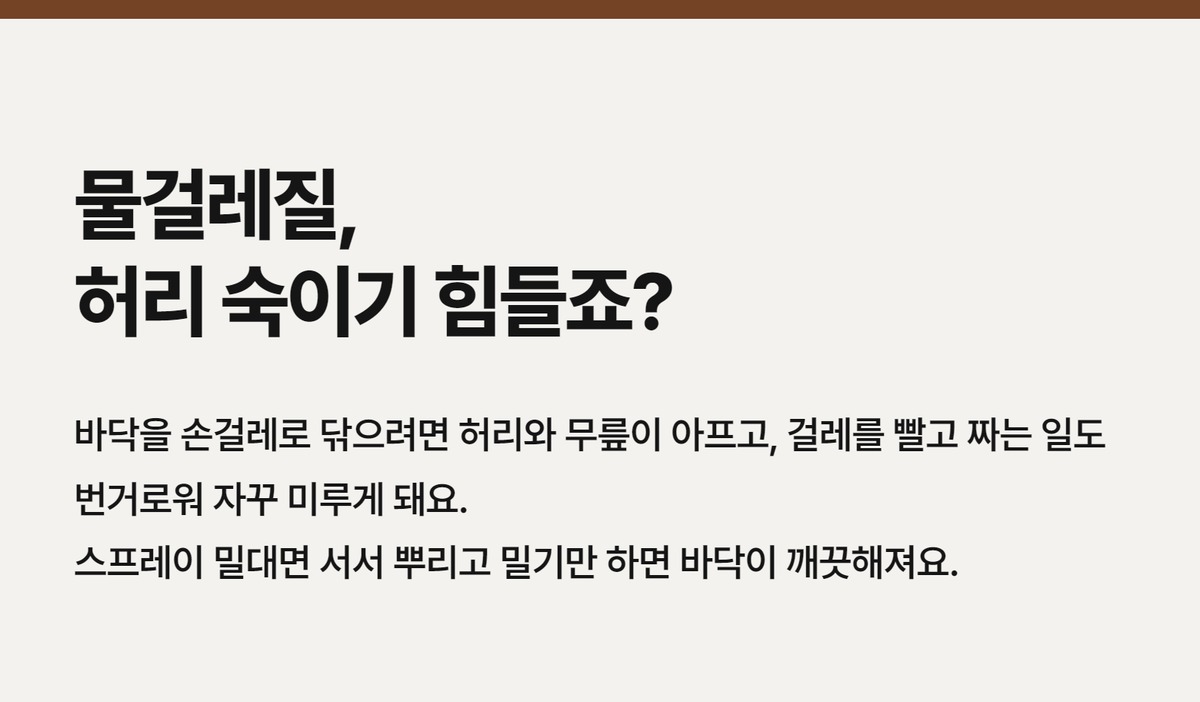 물걸레질,
허리 숙이기 힘들죠?
바닥을 손걸레로 닦으려면 허리와 무릎이 아프고, 걸레를 빨고 짜는 일도
번거로워 자꾸 미루게 돼요.
스프레이 밀대면 서서 뿌리고 밀기만 하면 바닥이 깨끗해져요.